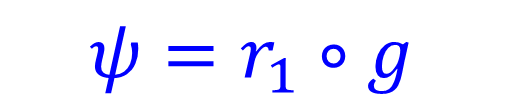 ψ = r₁ ∘ g